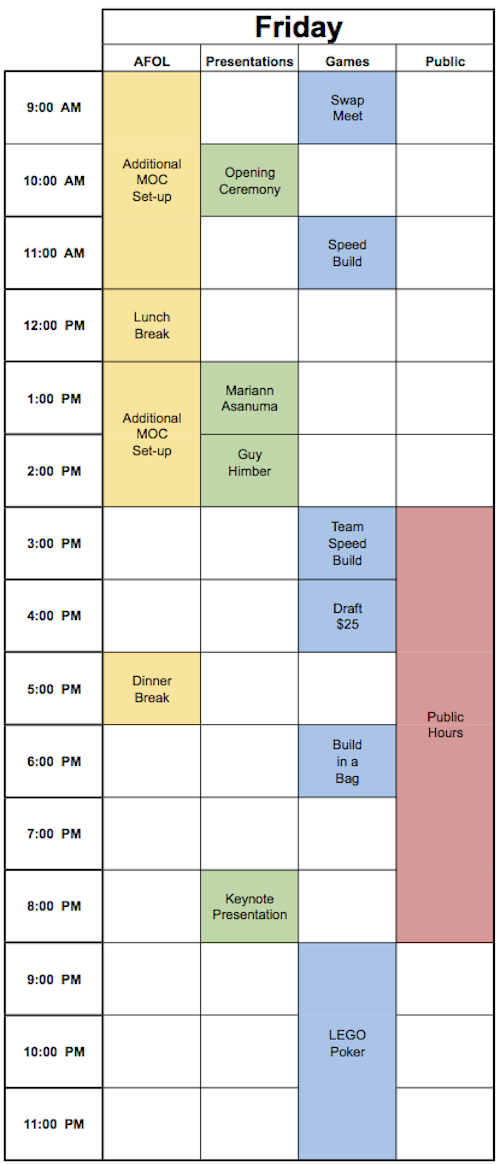 Friday
AFOL Presentations Games Public
9:00 AM
Swap
Meet
10:00 AM
Additional
MOC
Set-up
Opening
Ceremony
11:00 AM
Speed
Build
12:00 PM
Lunch
Break
1:00 PM
Additional
MOC
Set-up
Mariann
Asanuma
2:00 PM
Guy
Himber
3:00 PM
Team
Speed
Build
4:00 PM
Draft
$25
5:00 PM
Dinner
Break
Public
Hours
6:00 PM
Build
in a
Bag
7:00 PM
8:00 PM
Keynote
Presentation
9:00 PM
10:00 PM
LEGO
Poker
11:00 PM